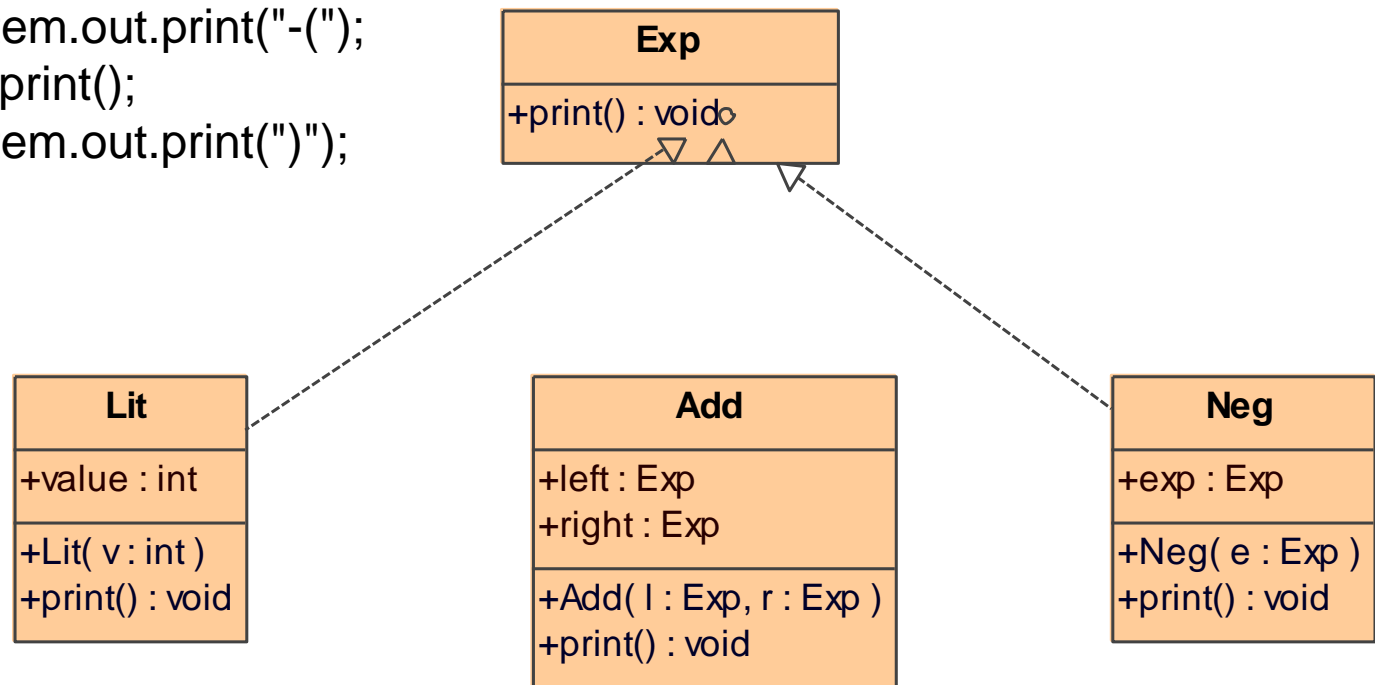 em.out.print("-(");
print();
em.out.print(")");
Exp
+print() : void
Lit
+value : int
+Lit( v : int )
+print() : void
Add
+left : Exp
+right : Exp
+Add( l : Exp, r : Exp )
+print() : void
Neg
+exp : Exp
+Neg( e : Exp )
+print() : void